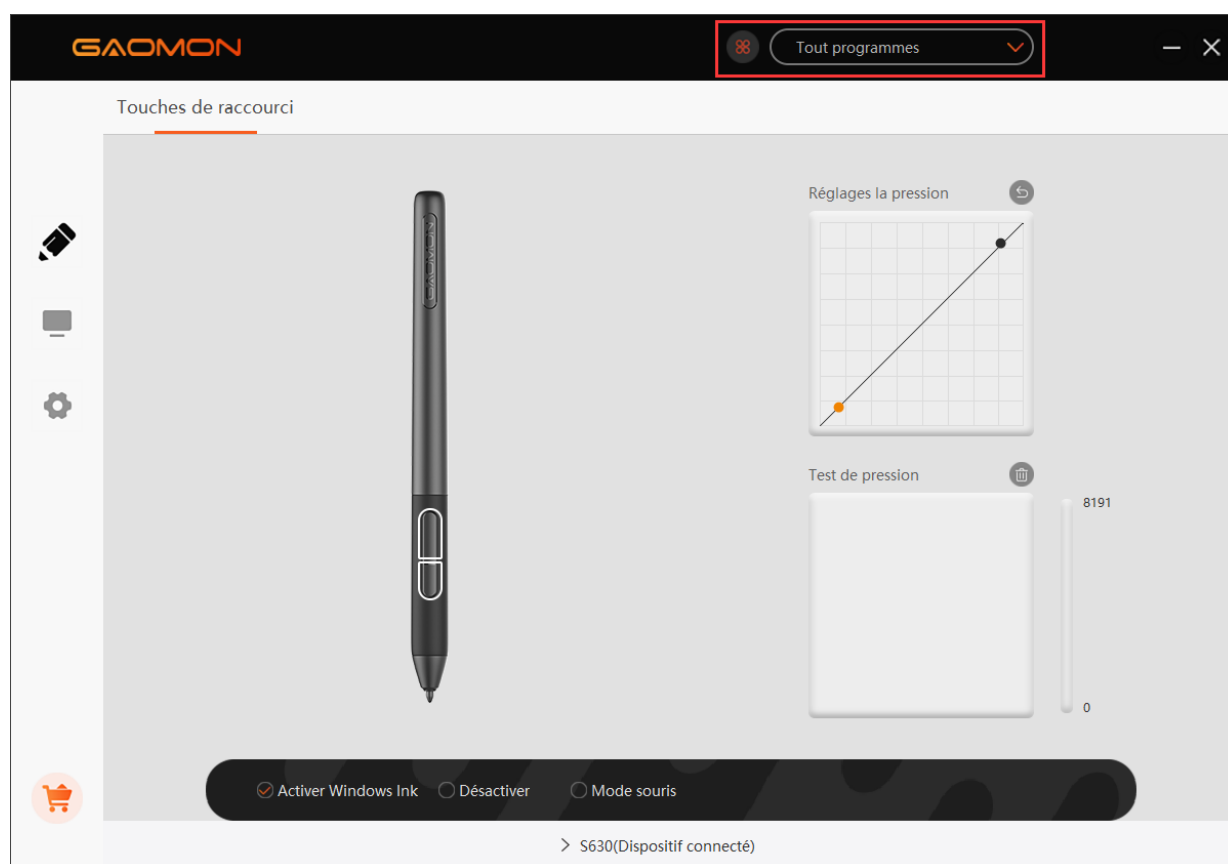 GAOMON
Tout programmes
Touches de raccourci
Réglages la pression
GAOMON
Test de pression
8191
0
Activer Windows Ink
Désactiver
Mode souris
S630(Dispositif connecté)